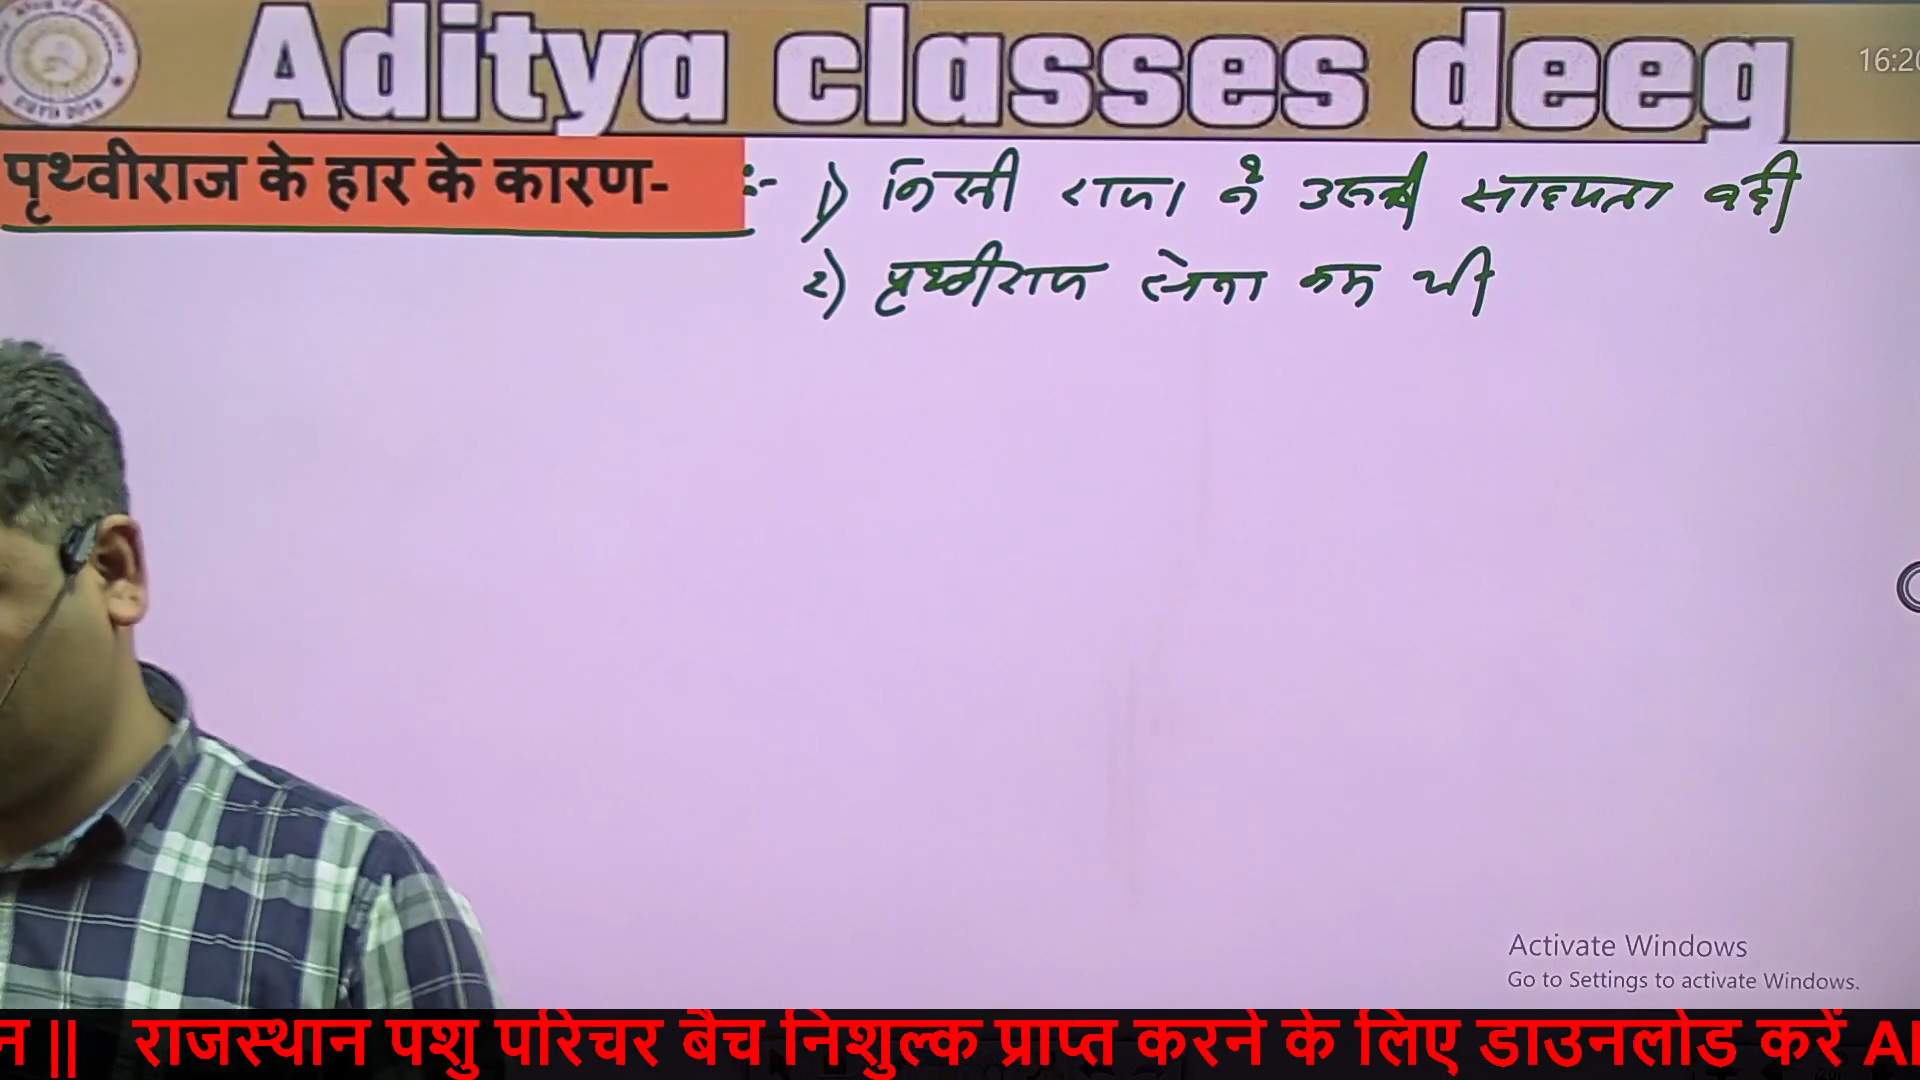 Aditya classes deeg
16:20
पृथ्वीराज के हार के कारण-
:- 1) किसी राजा ने उसकी सहायता नही
2) पृथ्वीराज सेना कम थी
Activate Windows
Go to Settings to activate Windows.
न || राजस्थान पशु परिचर बैच निशुल्क प्राप्त करने के लिए डाउनलोड करें